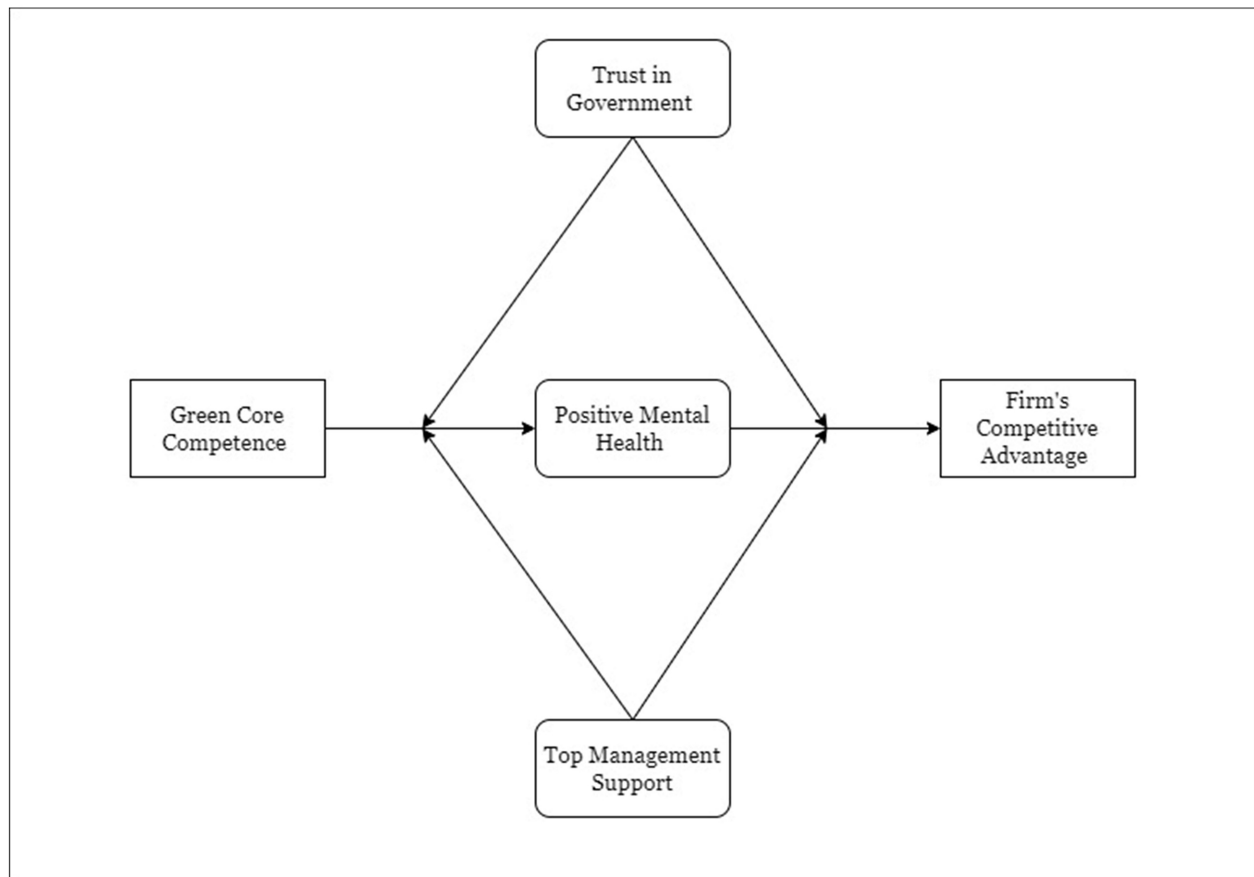 Trust in
Government
Green Core
Competence
Positive Mental
Health
Firm's
Competitive
Advantage
Top Management
Support